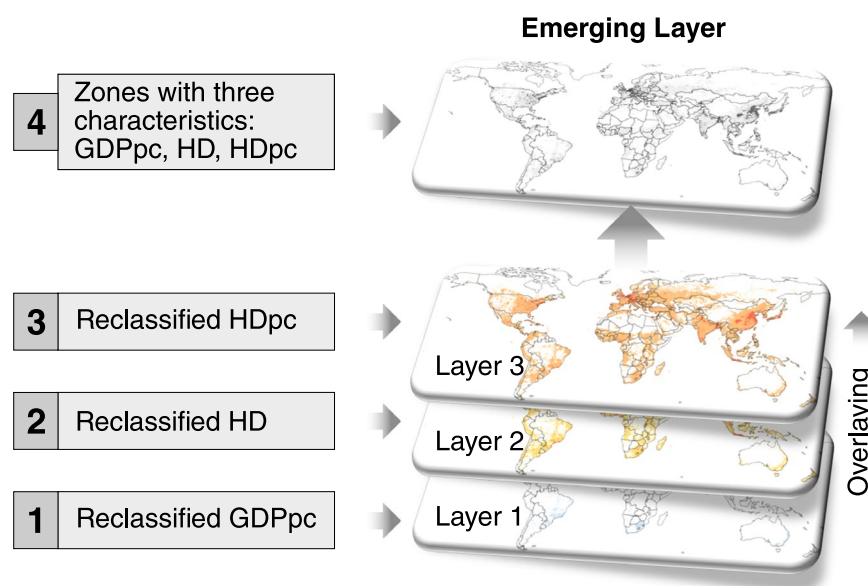 Emerging Layer
4
Zones with three
characteristics:
GDPpc, HD, HDpc
3
Reclassified HDpc
Layer 3
2
Reclassified HD
Layer 2
1
Reclassified GDPpc
Layer 1
Overlaying